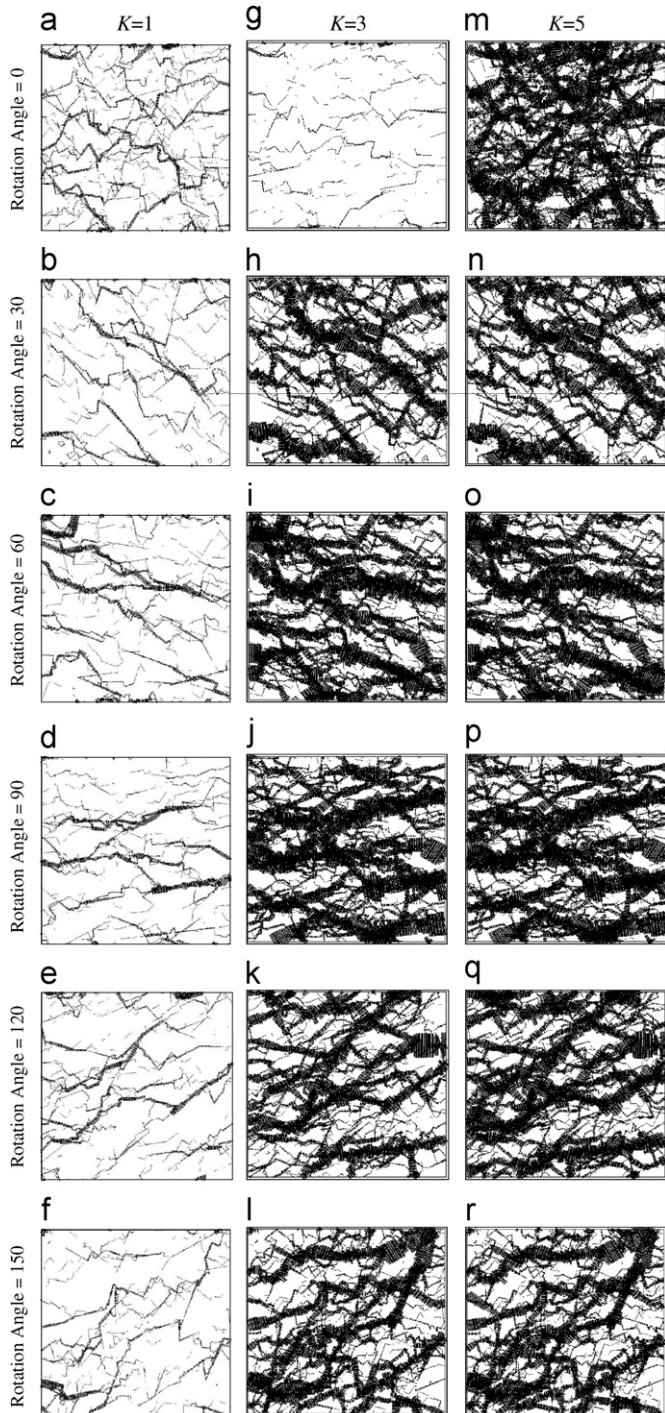 a K=1 g K=3 m K=5
Rotation Angle = 0
b h n
Rotation Angle = 30
c i o
Rotation Angle = 60
d j p
Rotation Angle = 90
e k q
Rotation Angle = 120
f l r
Rotation Angle = 150